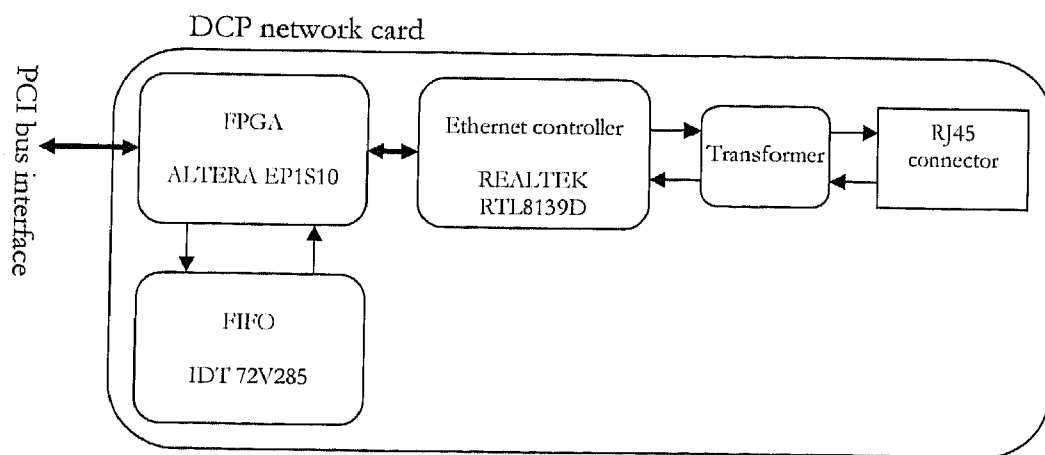 DCP network card
PCI bus interface
FPGA
ALTERA EP1S10
Ethernet controller
REALTEK
RTL8139D
Transformer
RJ45
connector
FIFO
IDT 72V285